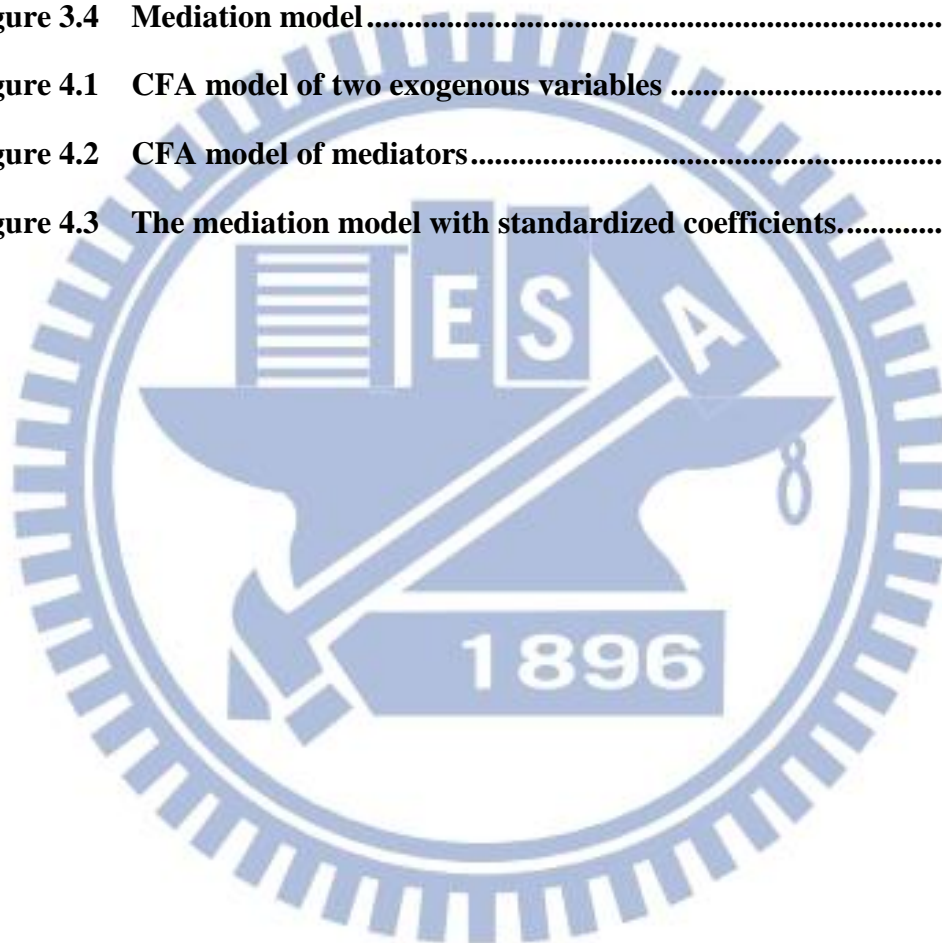 gure 3.4 Mediation model
gure 4.1 CFA model of two exogenous variables
gure 4.2 CFA model of mediators
gure 4.3 The mediation model with standardized coefficients.
E S A
1896